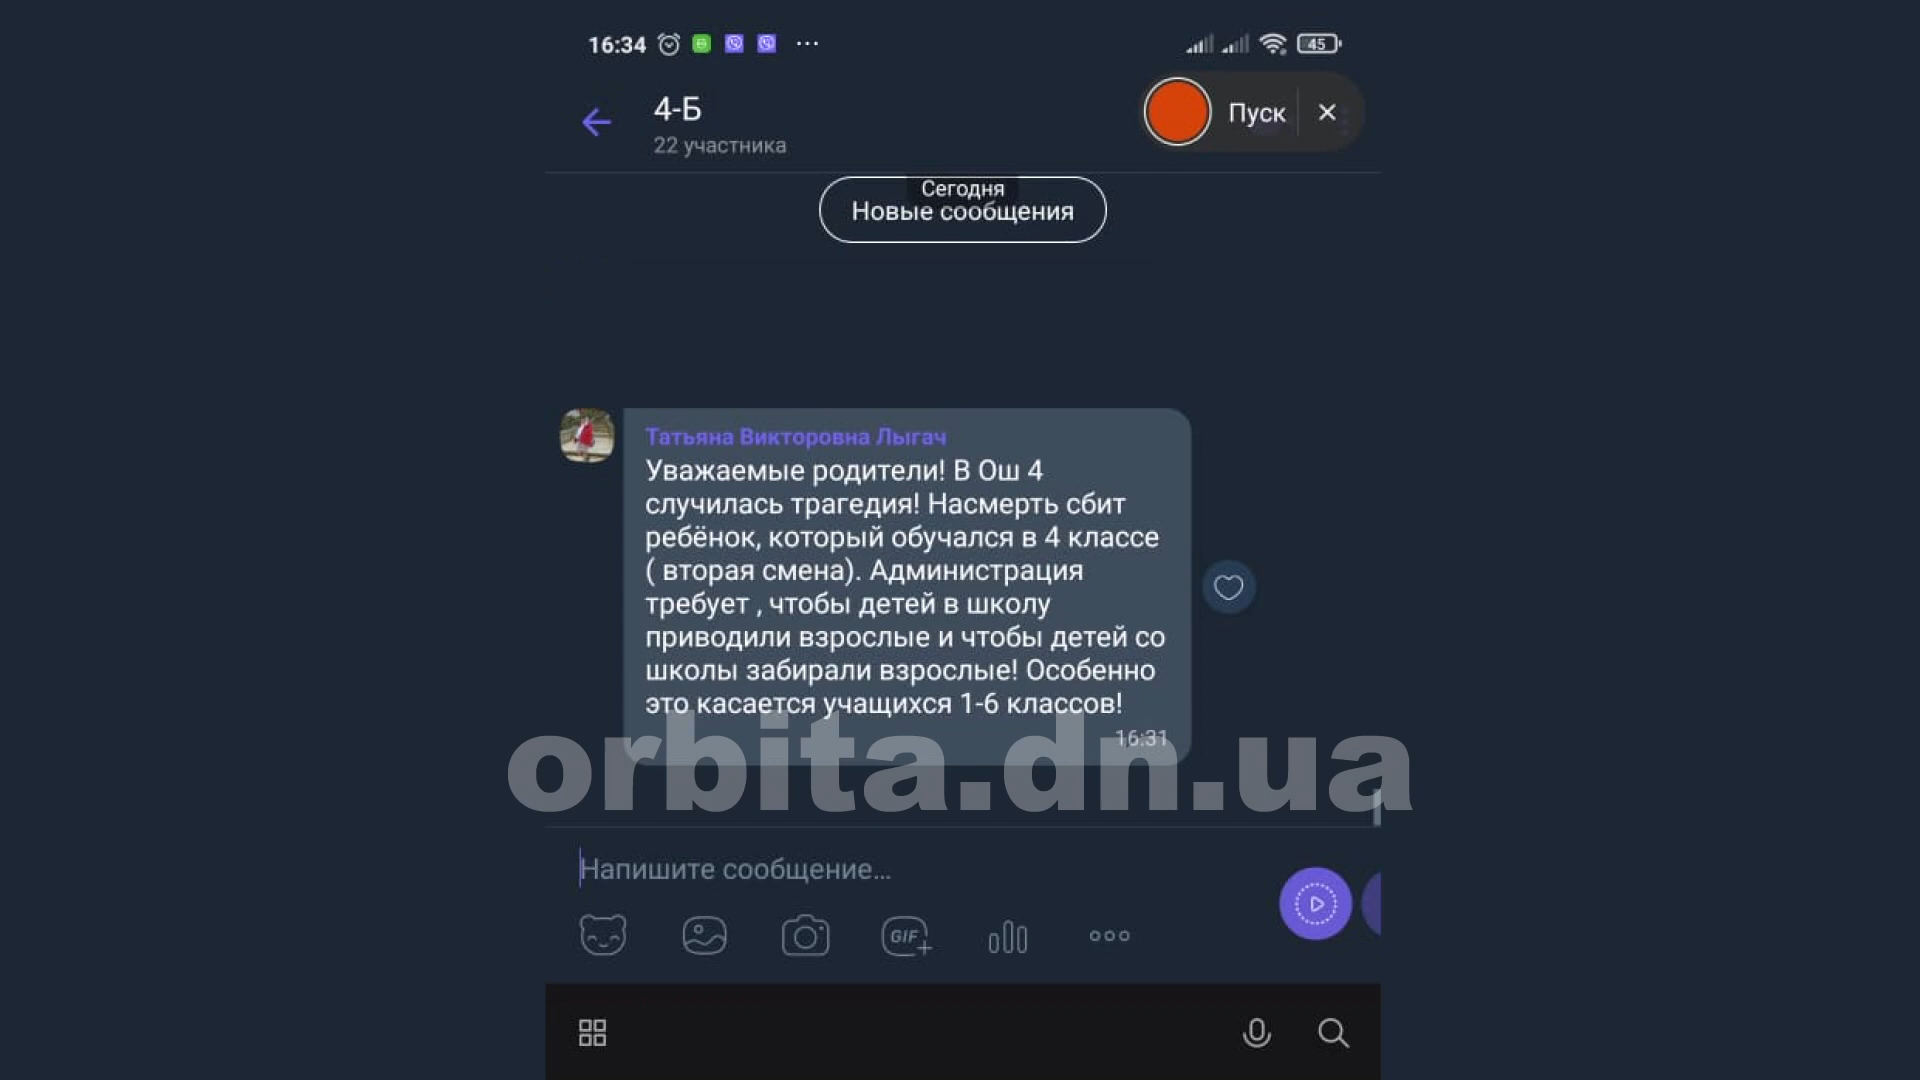 16:34
45
4-Б
22 участника
Пуск
Сегодня
Новые сообщения
Татьяна Викторовна Лыгач
Уважаемые родители! В Ош 4
случилась трагедия! Насмерть сбит
ребёнок, который обучался в 4 классе
( вторая смена). Администрация
требует , чтобы детей в школу
приводили взрослые и чтобы детей со
школы забирали взрослые! Особенно
это касается учащихся 1-6 классов!
16:31
orbita.dn.ua
Напишите сообщение...
GIF